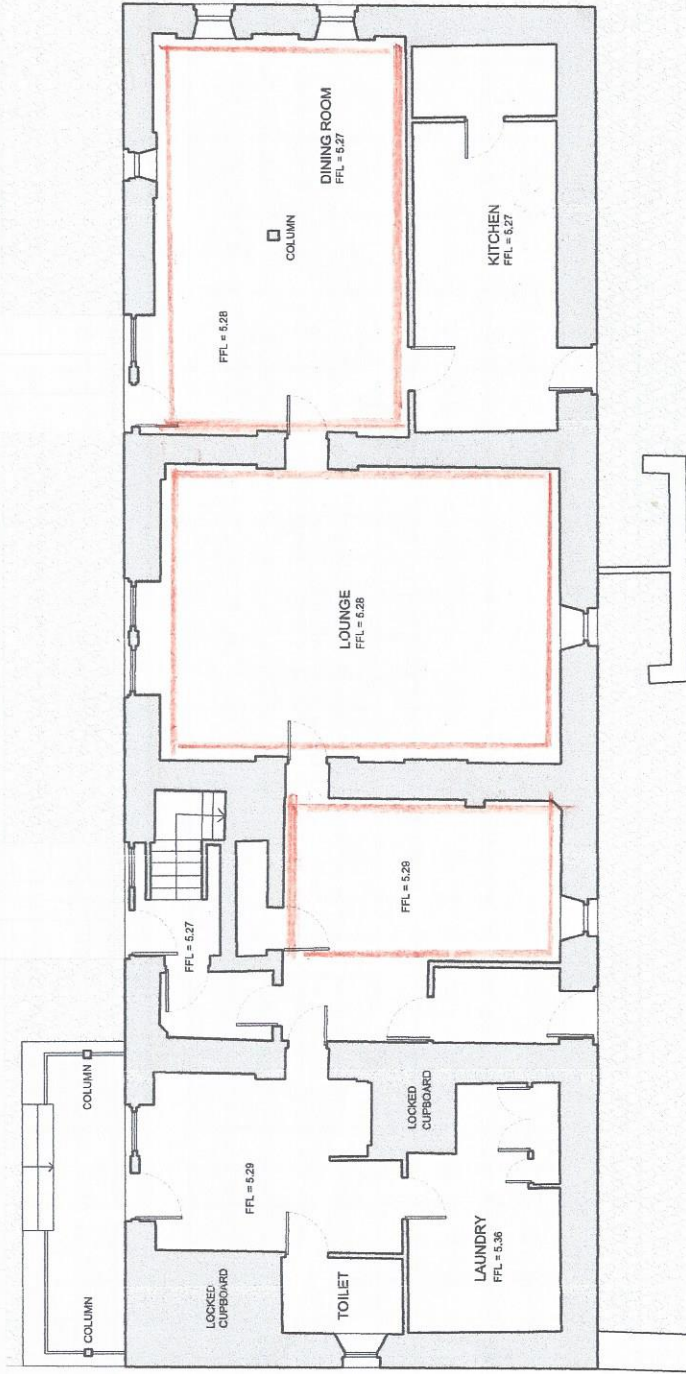 DINING ROOM
FFL = 5.27
COLUMN
FFL = 5.28
KITCHEN
FFL = 5.27
LOUNGE
FFL = 5.28
FFL = 5.29
FFL = 5.27
COLUMN
COLUMN
LOCKED
CUPBOARD
FFL = 5.29
LOCKED
CUPBOARD
TOILET
LAUNDRY
FFL = 5.36